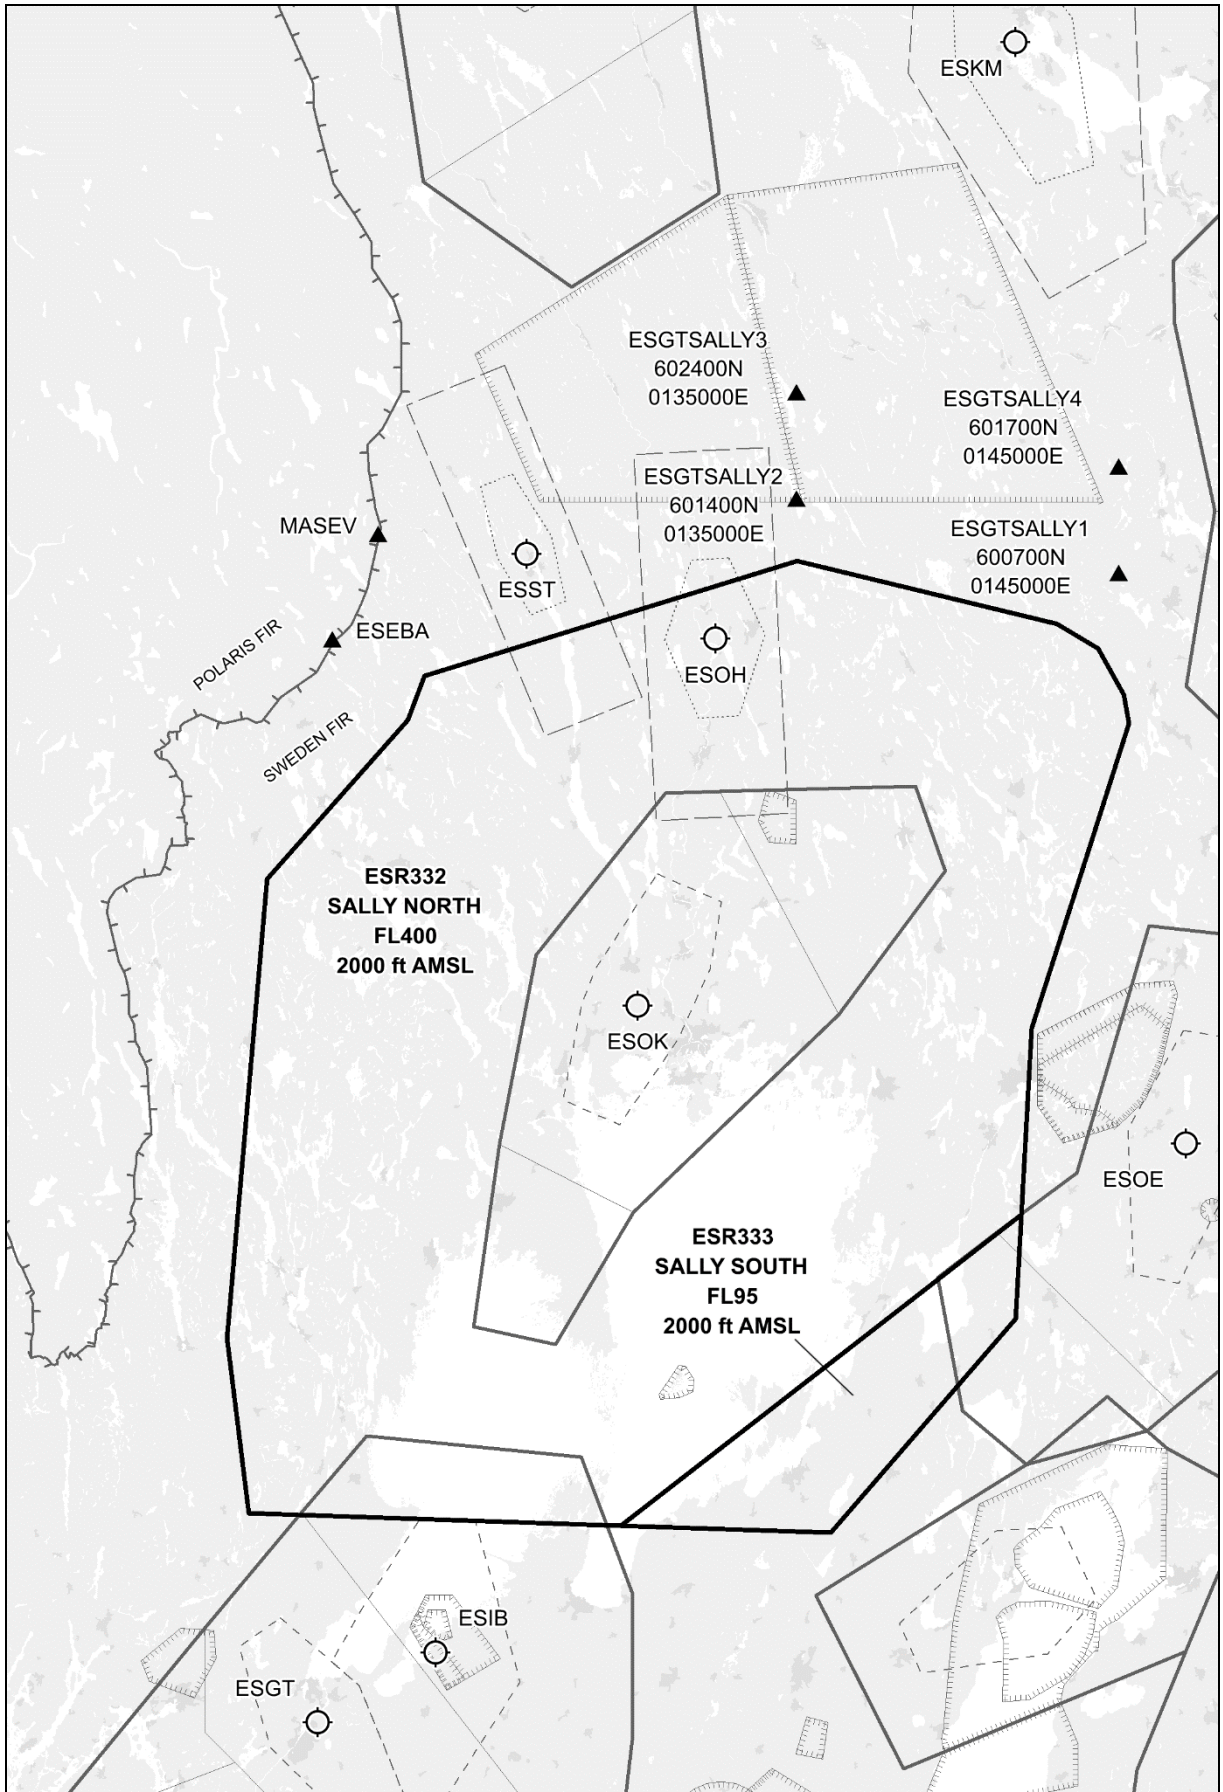 ESKM
ESGTSALLY3
602400N
0135000E
ESGTSALLY4
601700N
0145000E
ESGTSALLY2
601400N
0135000E
MASEV
ESGTSALLY1
600700N
0145000E
ESST
ESEBA
POLARIS FIR
ESOH
SWEDEN FIR
ESR332
SALLY NORTH
FL400
2000 ft AMSL
ESOK
ESOE
ESR333
SALLY SOUTH
FL95
2000 ft AMSL
ESIB
ESGT